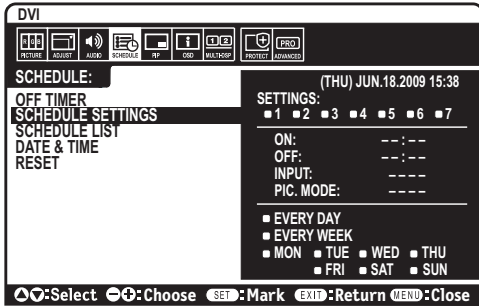 DVI
RGB
PICTURE ADJUST AUDIO SCHEDULE PIP OSD MULTI-DSP PROTECT ADVANCED
1 2
PRO
SCHEDULE:
OFF TIMER
SCHEDULE SETTINGS
SCHEDULE LIST
DATE & TIME
RESET
(THU) JUN.18.2009 15:38
SETTINGS:
1 2 3 4 5 6 7
ON: --:--
OFF: --:--
INPUT: ----
PIC. MODE: ----
EVERY DAY
EVERY WEEK
MON TUE WED THU
FRI SAT SUN
:Select :Choose SET:Mark EXIT:Return MENU:Close